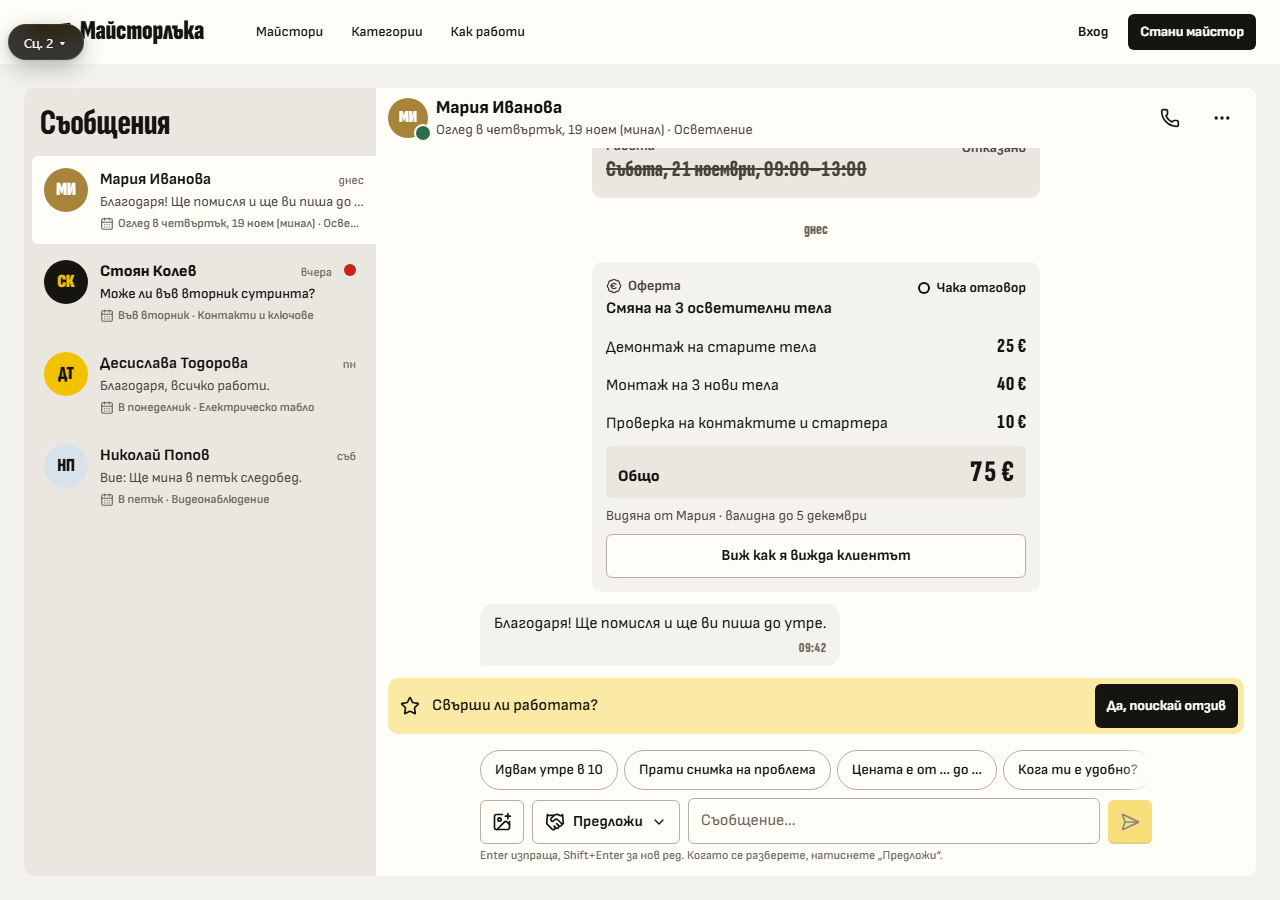 Майсторлъка
Майстори
Категории
Как работи
Вход
Стани майстор
Сц. 2
Съобщения
МИ
Мария Иванова
днес
Благодаря! Ще помисля и ще ви пиша до ...
Оглед в четвъртък, 19 ноем (минал) · Осве...
СК
Стоян Колев
вчера
Може ли във вторник сутринта?
Във вторник · Контакти и ключове
ДТ
Десислава Тодорова
пн
Благодаря, всичко работи.
В понеделник · Електрическо табло
НП
Николай Попов
съб
Вие: Ще мина в петък следобед.
В петък · Видеонаблюдение
МИ
Мария Иванова
Оглед в четвъртък, 19 ноем (минал) · Осветление
Работа
Отказано
Събота, 21 ноември, 09:00–13:00
днес
Оферта
Чака отговор
Смяна на 3 осветителни тела
Демонтаж на старите тела
25 €
Монтаж на 3 нови тела
40 €
Проверка на контактите и стартера
10 €
Общо
75 €
Видяна от Мария · валидна до 5 декември
Виж как я вижда клиентът
Благодаря! Ще помисля и ще ви пиша до утре.
09:42
Свърши ли работата?
Да, поискай отзив
Идвам утре в 10
Прати снимка на проблема
Цената е от ... до ...
Кога ти е удобно?
Предложи
Съобщение...
Enter изпраща, Shift+Enter за нов ред. Когато се разберете, натиснете „Предложи“.